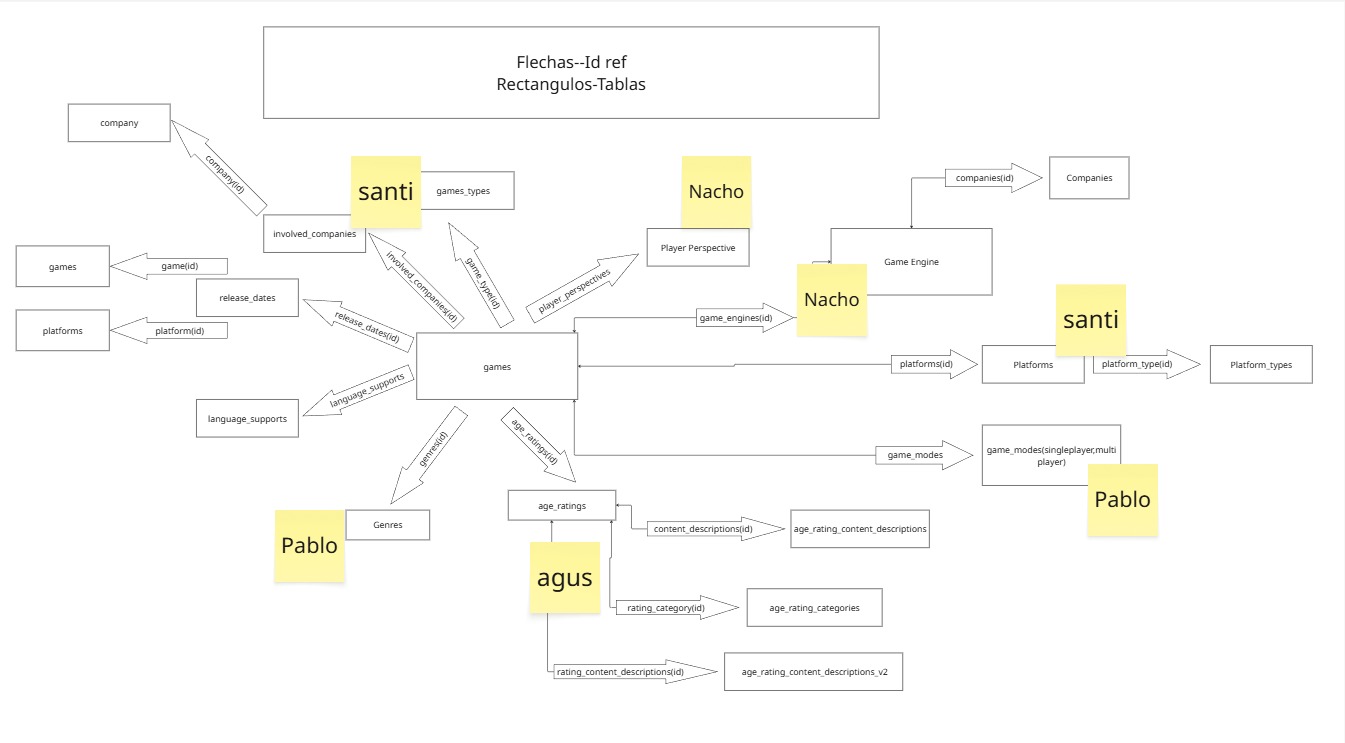 Flechas--Id ref
Rectangulos-Tablas
company
company(id)
santi
games_types
Nacho
companies(id)
Companies
involved_companies
involved_companies(id)
game_type(id)
player_perspectives
Player Perspective
Game Engine
games
game(id)
release_dates
release_dates(id)
Nacho
game_engines(id)
santi
platforms
platform(id)
games
platforms(id)
Platforms
platform_type(id)
Platform_types
language_supports
language_supports
genres(id)
age_ratings(id)
game_modes
game_modes(singleplayer,multi
player)
Pablo
Pablo
Genres
age_ratings
content_descriptions(id)
age_rating_content_descriptions
agus
rating_category(id)
age_rating_categories
rating_content_descriptions(id)
age_rating_content_descriptions_v2